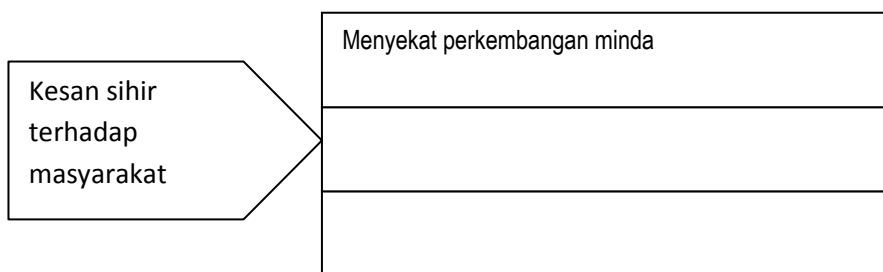 Menyekat perkembangan minda
Kesan sihir
terhadap
masyarakat